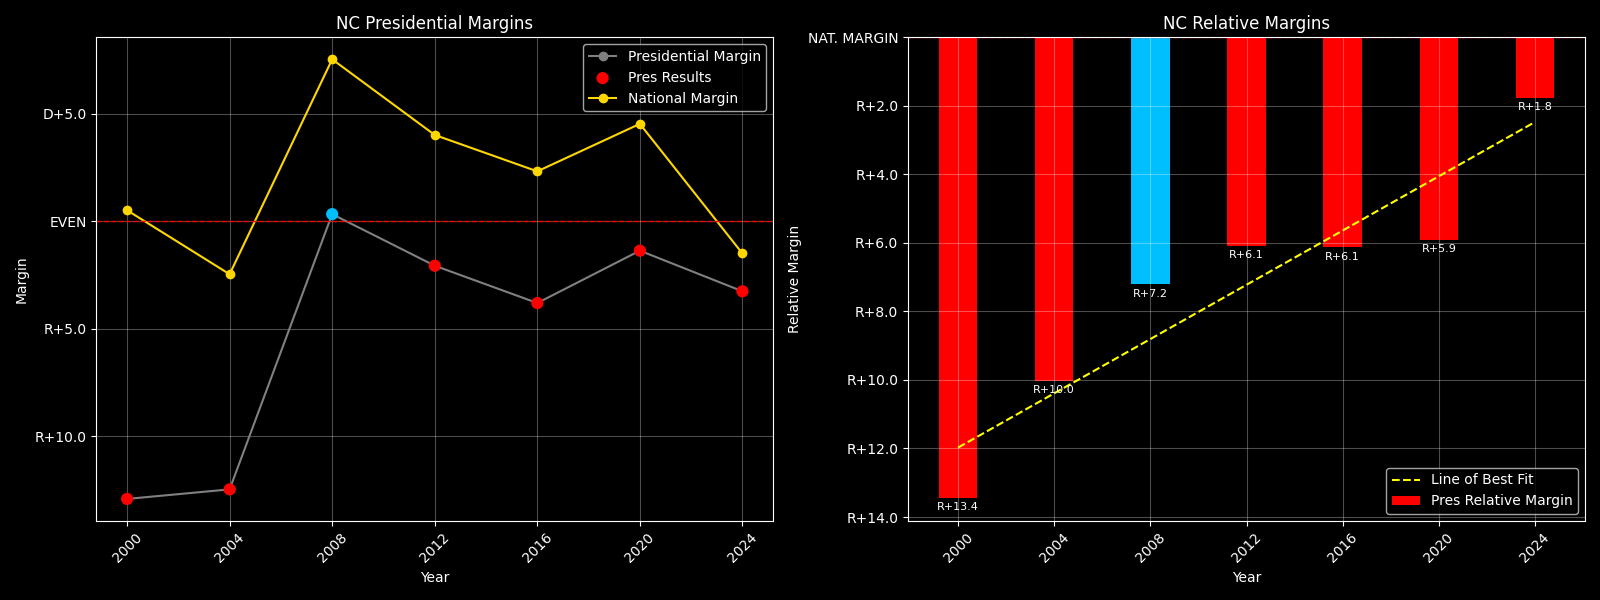 NC Presidential Margins
Presidential Margin
Pres Results
National Margin
D+5.0
EVEN
R+5.0
R+10.0
Margin
2000
2004
2008
2012
2016
2020
2024
Year
NC Relative Margins
NAT. MARGIN
R+2.0
R+4.0
R+6.0
R+8.0
R+10.0
R+12.0
R+14.0
Relative Margin
R+13.4
R+10.0
R+7.2
R+6.1
R+6.1
R+5.9
R+1.8
Line of Best Fit
Pres Relative Margin
2000
2004
2008
2012
2016
2020
2024
Year